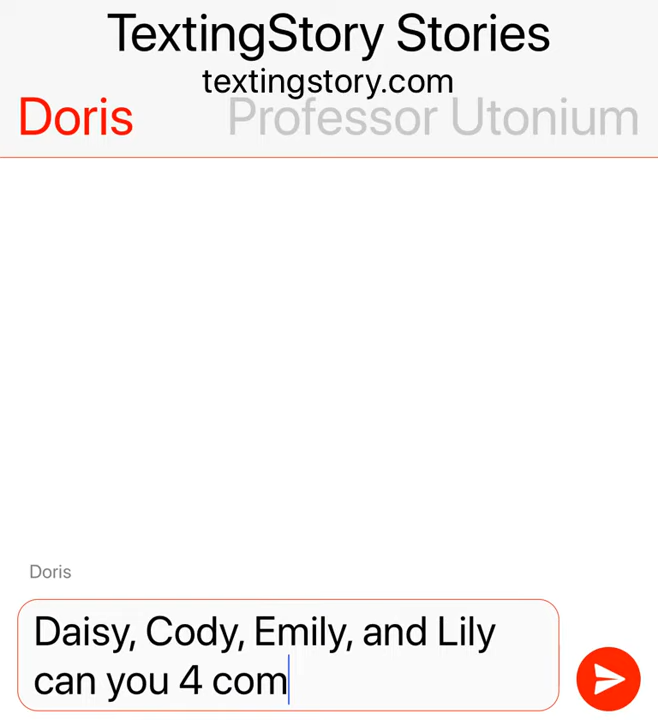 TextingStory Stories
textingstory.com
Doris Professor Utonium
Doris
Daisy, Cody, Emily, and Lily
can you 4 com